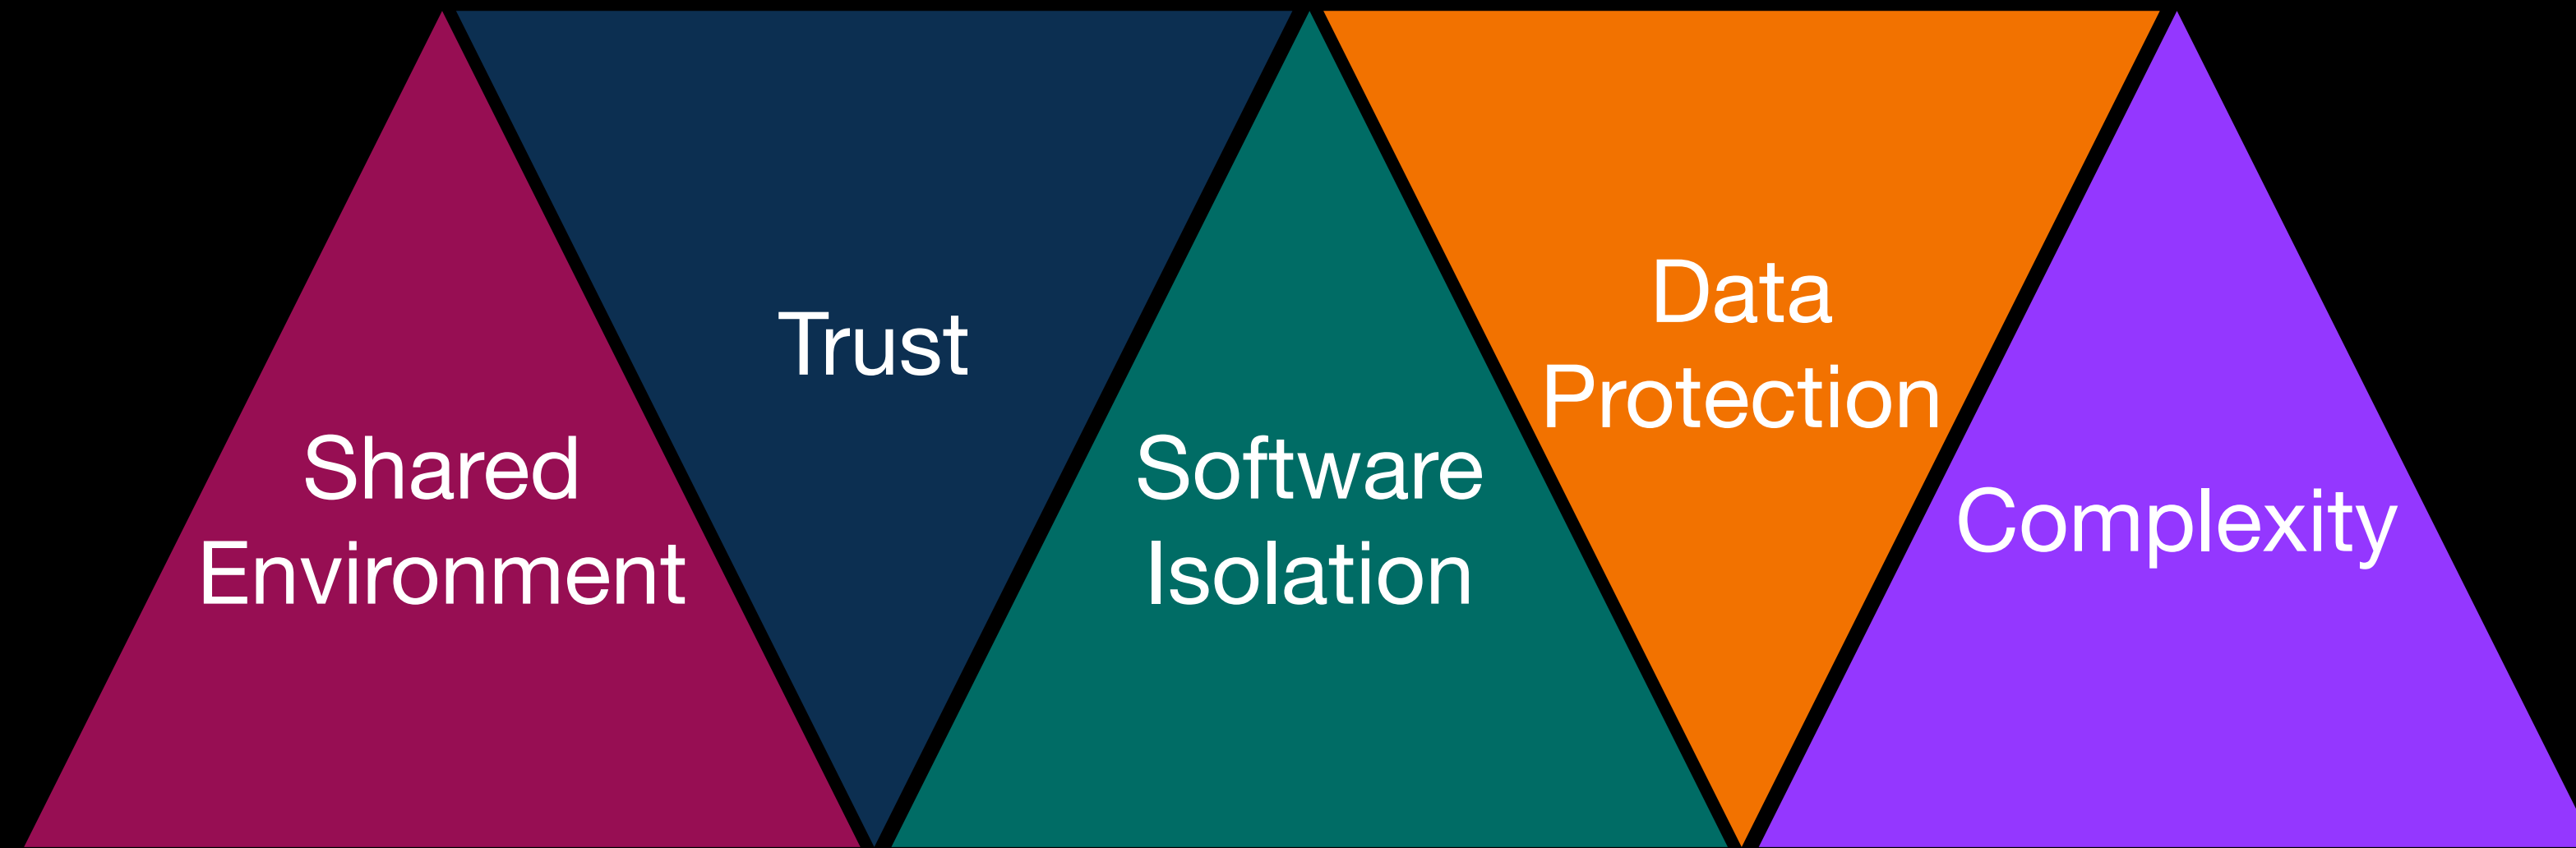 Shared
Environment
Trust
Software
Isolation
Data
Protection
Complexity